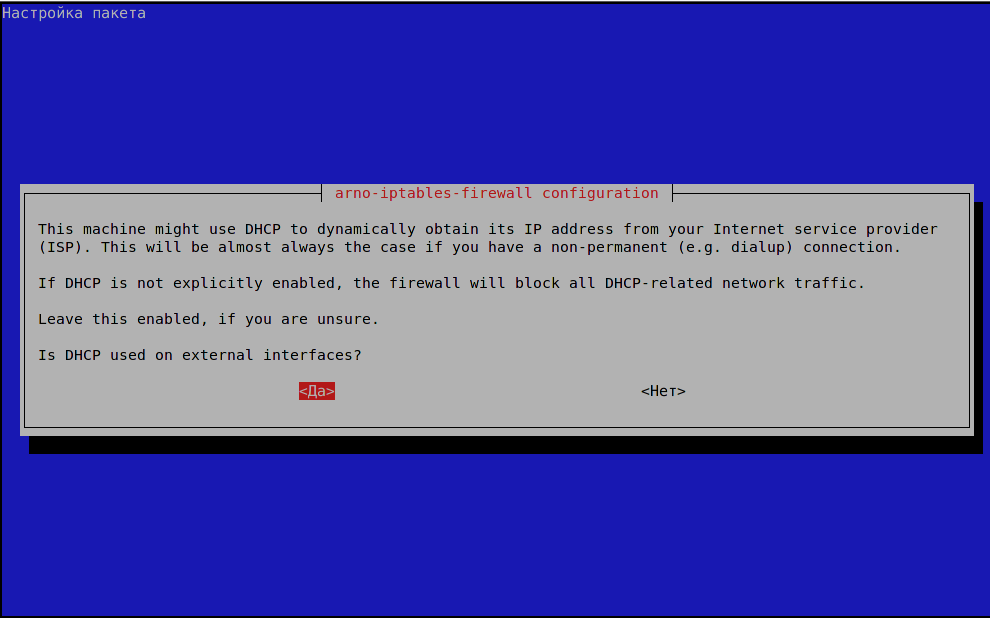 Настройка пакета
arno-iptables-firewall configuration
This machine might use DHCP to dynamically obtain its IP address from your Internet service provider
(ISP). This will be almost always the case if you have a non-permanent (e.g. dialup) connection.
If DHCP is not explicitly enabled, the firewall will block all DHCP-related network traffic.
Leave this enabled, if you are unsure.
Is DHCP used on external interfaces?
<Да> <Нет>